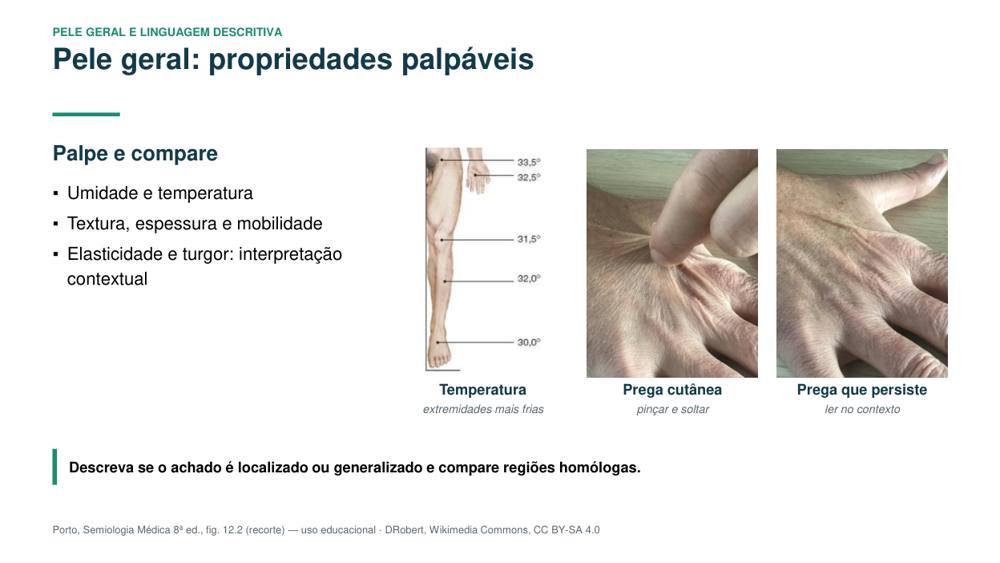 PELE GERAL E LINGUAGEM DESCRITIVA
Pele geral: propriedades palpáveis
Palpe e compare
▪ Umidade e temperatura
▪ Textura, espessura e mobilidade
▪ Elasticidade e turgor: interpretação
contextual
33,5°
32,5°
31,5°
32,0°
30,0°
Temperatura
extremidades mais frias
Prega cutânea
pinçar e soltar
Prega que persiste
ler no contexto
Descreva se o achado é localizado ou generalizado e compare regiões homólogas.
Porto, Semiologia Médica 8ª ed., fig. 12.2 (recorte) — uso educacional · DRobert, Wikimedia Commons, CC BY-SA 4.0